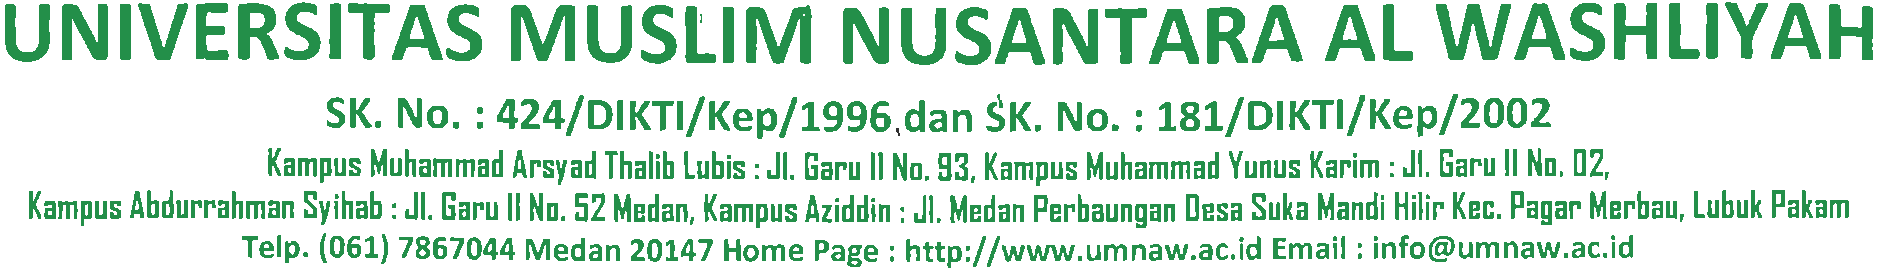 UNIVERSITAS MUSLIM NUSANTARA AL WASHLIYAH
SK. No. : 424/DIKTI/Kep/1996 dan SK. No. : 181/DIKTI/Kep/2002
Kampus Muhammad Arsyad Thalib Lubis : Jl. Garu II No. 93, Kampus Muhammad Yunus Karim : Jl. Garu II No. 02,
Kampus Abdurrahman Syihab : Jl. Garu II No. 52 Medan, Kampus Aziddin : Jl. Medan Perbaungan Desa Suka Mandi Hilir Kec. Pagar Merbau, Lubuk Pakam
Telp. (061) 7867044 Medan 20147 Home Page : http://www.umnaw.ac.id Email : info@umnaw.ac.id